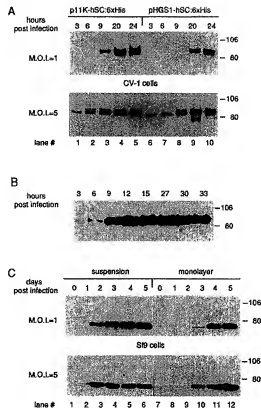 A
p11K-hSC:6xHis pHGS1-hSC:6xHis
hours post infection 3 6 9 20 24 3 6 9 20 24
M.O.I.=1
106
80
CV-1 cells
M.O.I.=5
106
80
lane # 1 2 3 4 5 6 7 8 9 10
B
hours post infection 3 6 9 12 15 27 30 33
106
80
C
suspension monolayer
days post infection 0 1 2 3 4 5 0 1 2 3 4 5
M.O.I.=1
106
80
Sf9 cells
M.O.I.=5
80
lane # 1 2 3 4 5 6 7 8 9 10 11 12